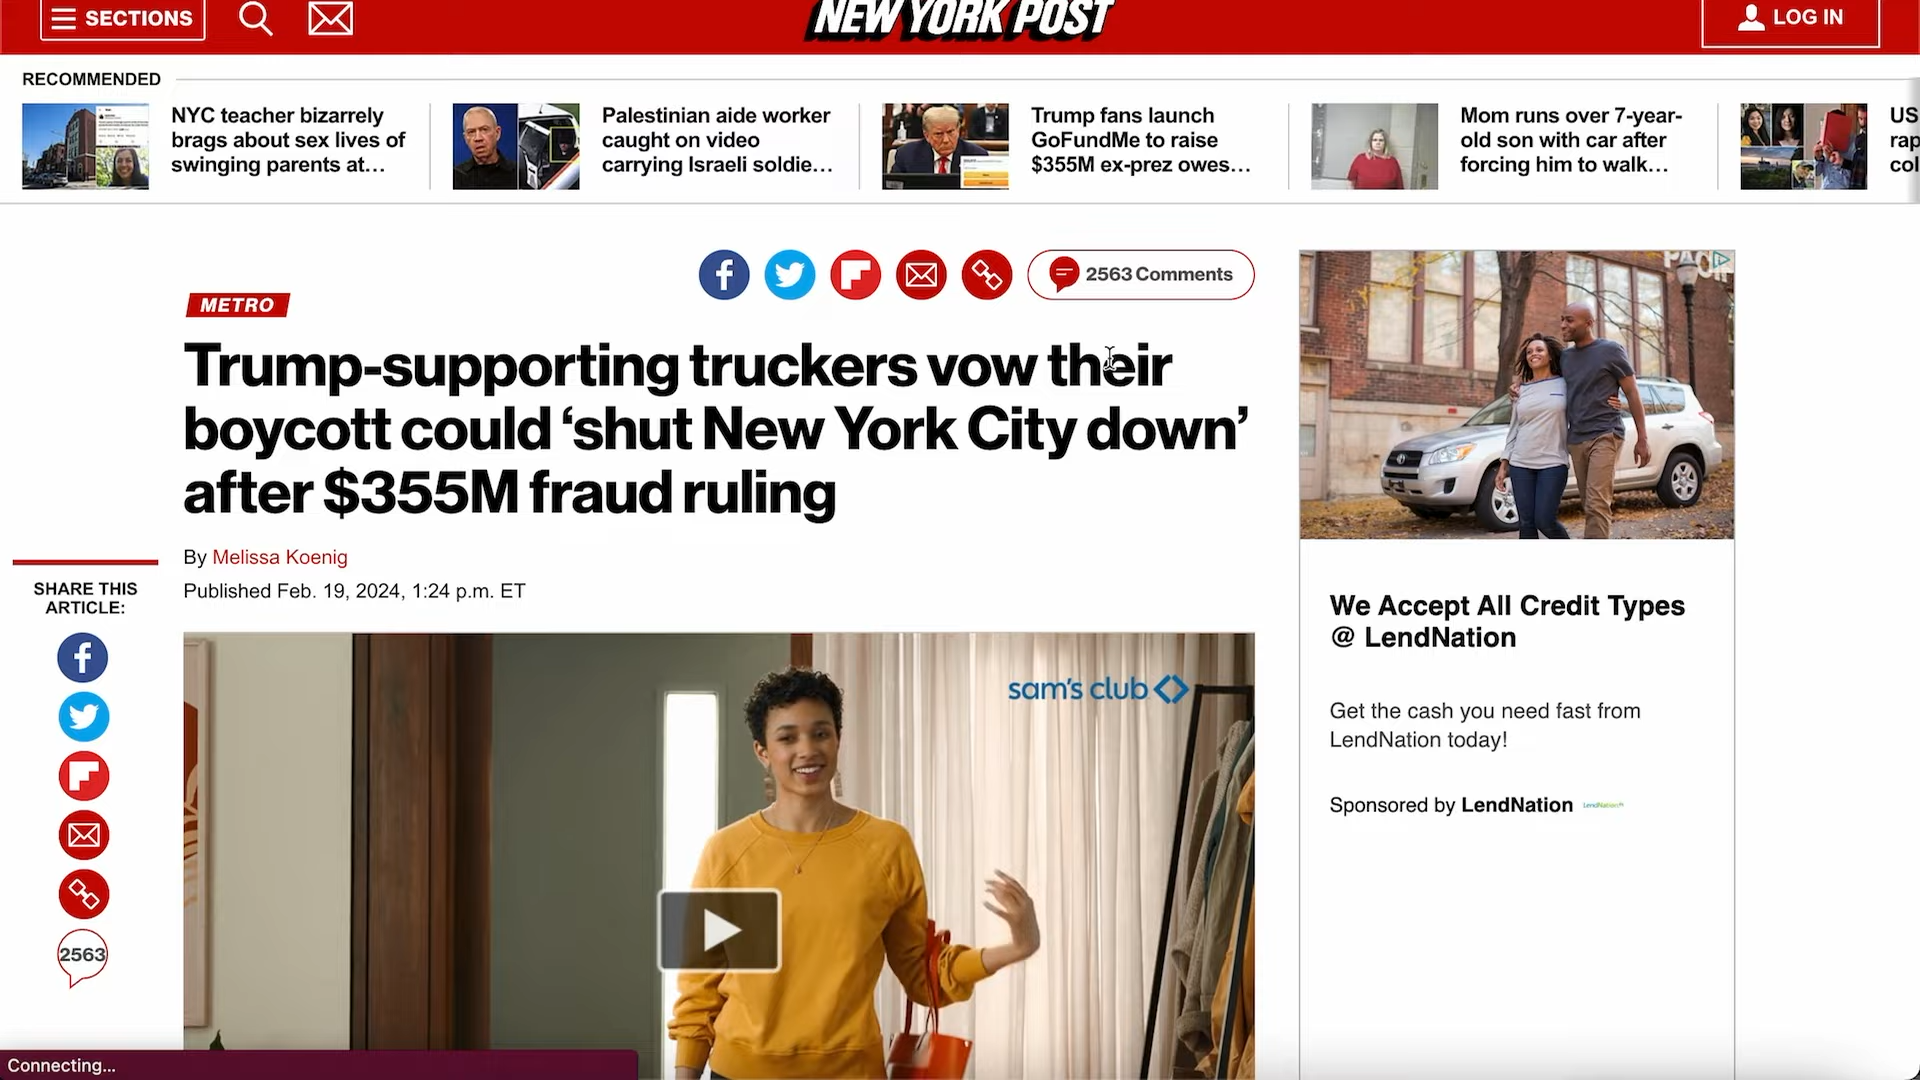 SECTIONS
NEW YORK POST
LOG IN
RECOMMENDED
NYC teacher bizarrely
brags about sex lives of
swinging parents at...
Palestinian aide worker
caught on video
carrying Israeli soldie...
Trump fans launch
GoFundMe to raise
$355M ex-prez owes...
Mom runs over 7-year-
old son with car after
forcing him to walk...
US
rap
col
2563 Comments
METRO
Trump-supporting truckers vow their
boycott could ‘shut New York City down’
after $355M fraud ruling
By Melissa Koenig
Published Feb. 19, 2024, 1:24 p.m. ET
SHARE THIS
ARTICLE:
2563
sam's club
We Accept All Credit Types
@ LendNation
Get the cash you need fast from
LendNation today!
Sponsored by LendNation LendNation
Connecting...